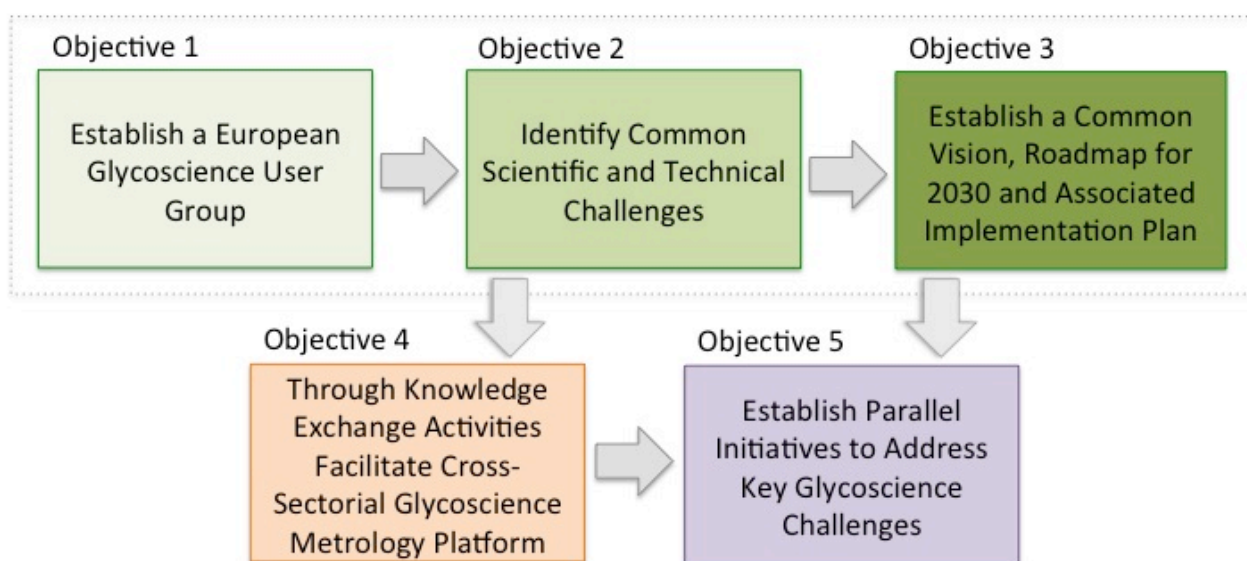 Objective 1
Establish a European
Glycoscience User
Group
Objective 2
Identify Common
Scientific and Technical
Challenges
Objective 3
Establish a Common
Vision, Roadmap for
2030 and Associated
Implementation Plan
Objective 4
Through Knowledge
Exchange Activities
Facilitate Cross-
Sectorial Glycoscience
Metrology Platform
Objective 5
Establish Parallel
Initiatives to Address
Key Glycoscience
Challenges